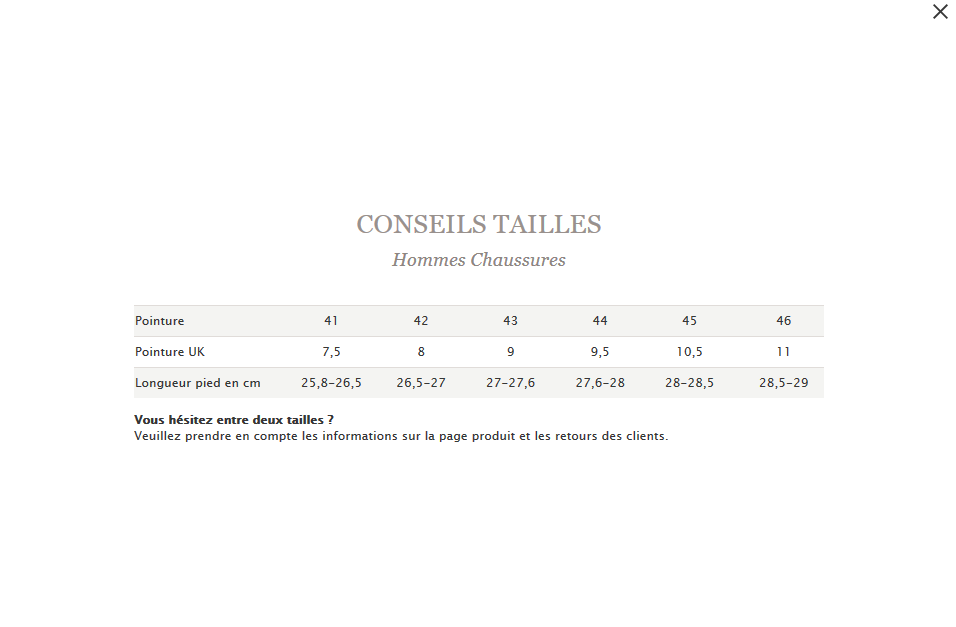 CONSEILS TAILLES
Hommes Chaussures
Pointure 41 42 43 44 45 46
Pointure UK 7,5 8 9 9,5 10,5 11
Longueur pied en cm 25,8–26,5 26,5–27 27–27,6 27,6–28 28–28,5 28,5–29
Vous hésitez entre deux tailles ?
Veuillez prendre en compte les informations sur la page produit et les retours des clients.